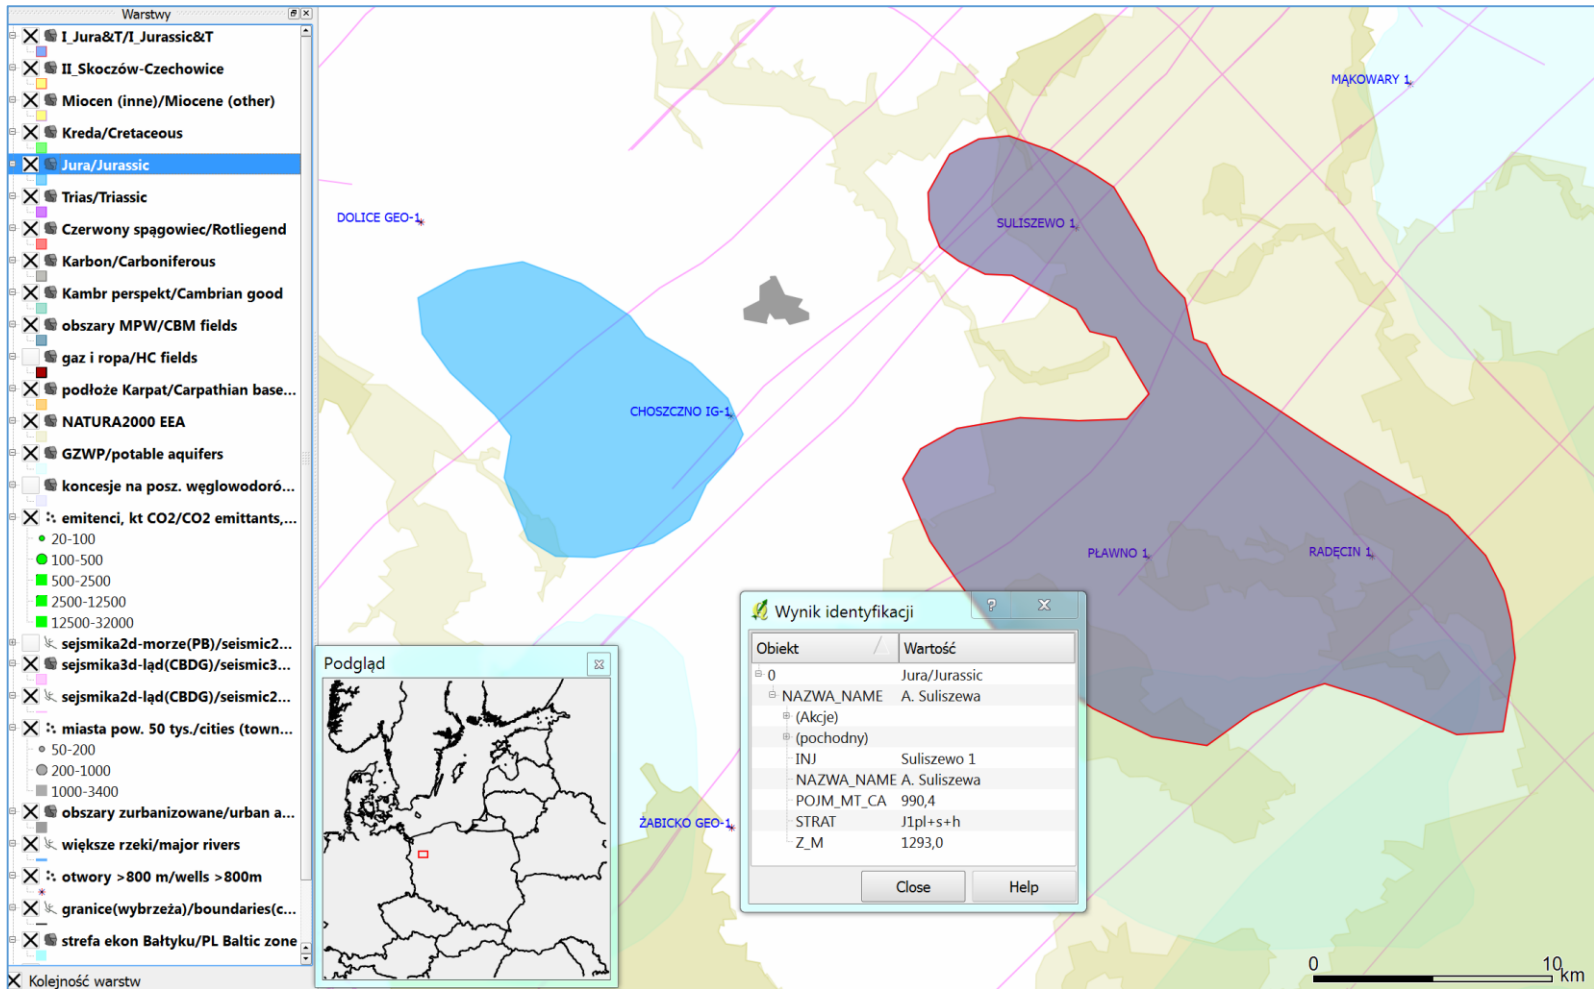 Warstwy
I_Jura&T/I_Jurassic&T
II_Skoczów-Czechowice
Miocen (inne)/Miocene (other)
Kreda/Cretaceous
Jura/Jurassic
Trias/Triassic
Czerwony spągowiec/Rotliegend
Karbon/Carboniferous
Kambr perspekt/Cambrian good
obszary MPW/CBM fields
gaz i ropa/HC fields
podłoże Karpat/Carpathian base...
NATURA2000 EEA
GZWP/potable aquifers
koncesje na posz. węglowodoró...
emitenci, kt CO2/CO2 emittants,...
20-100
100-500
500-2500
2500-12500
12500-32000
sejsmika2d-morze(PB)/seismic2...
sejsmika3d-ląd(CBDG)/seismic3...
sejsmika2d-ląd(CBDG)/seismic2...
miasta pow. 50 tys./cities (town...
50-200
200-1000
1000-3400
obszary zurbanizowane/urban a...
większe rzeki/major rivers
otwory >800 m/wells >800m
granice(wybrzeża)/boundaries(c...
strefa ekon Bałtyku/PL Baltic zone
Kolejność warstw
MĄKOWARY 1
DOLICE GEO-1
SULISZEWO 1
CHOSZCZNO IG-1
PŁAWNO 1
RADĘCIN 1
ŻABICKO GEO-1
Podgląd
Wynik identyfikacji
?
Obiekt Wartość
0 Jura/Jurassic
NAZWA_NAME A. Suliszewa
(Akcje)
(pochodny)
INJ Suliszewo 1
NAZWA_NAME A. Suliszewa
POJM_MT_CA 990,4
STRAT J1pl+s+h
Z_M 1293,0
Close Help
0 10 km